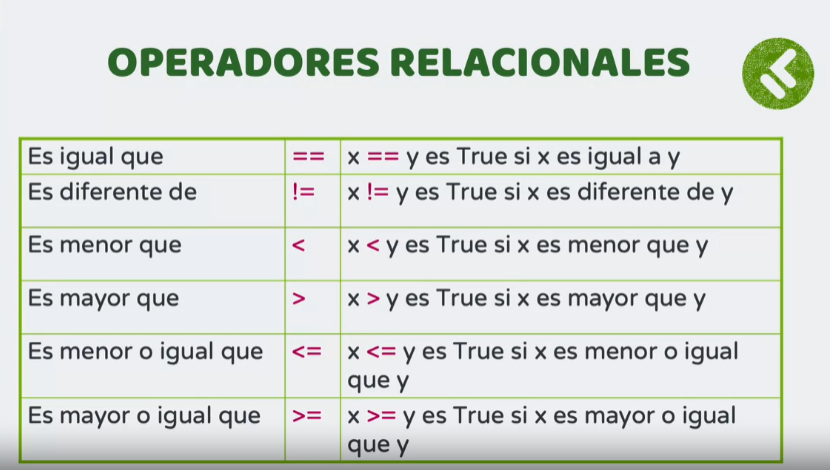 OPERADORES RELACIONALES
Es igual que == x == y es True si x es igual a y
Es diferente de != x != y es True si x es diferente de y
Es menor que < x < y es True si x es menor que y
Es mayor que > x > y es True si x es mayor que y
Es menor o igual que <= x <= y es True si x es menor o igual
que y
Es mayor o igual que >= x >= y es True si x es mayor o igual
que y